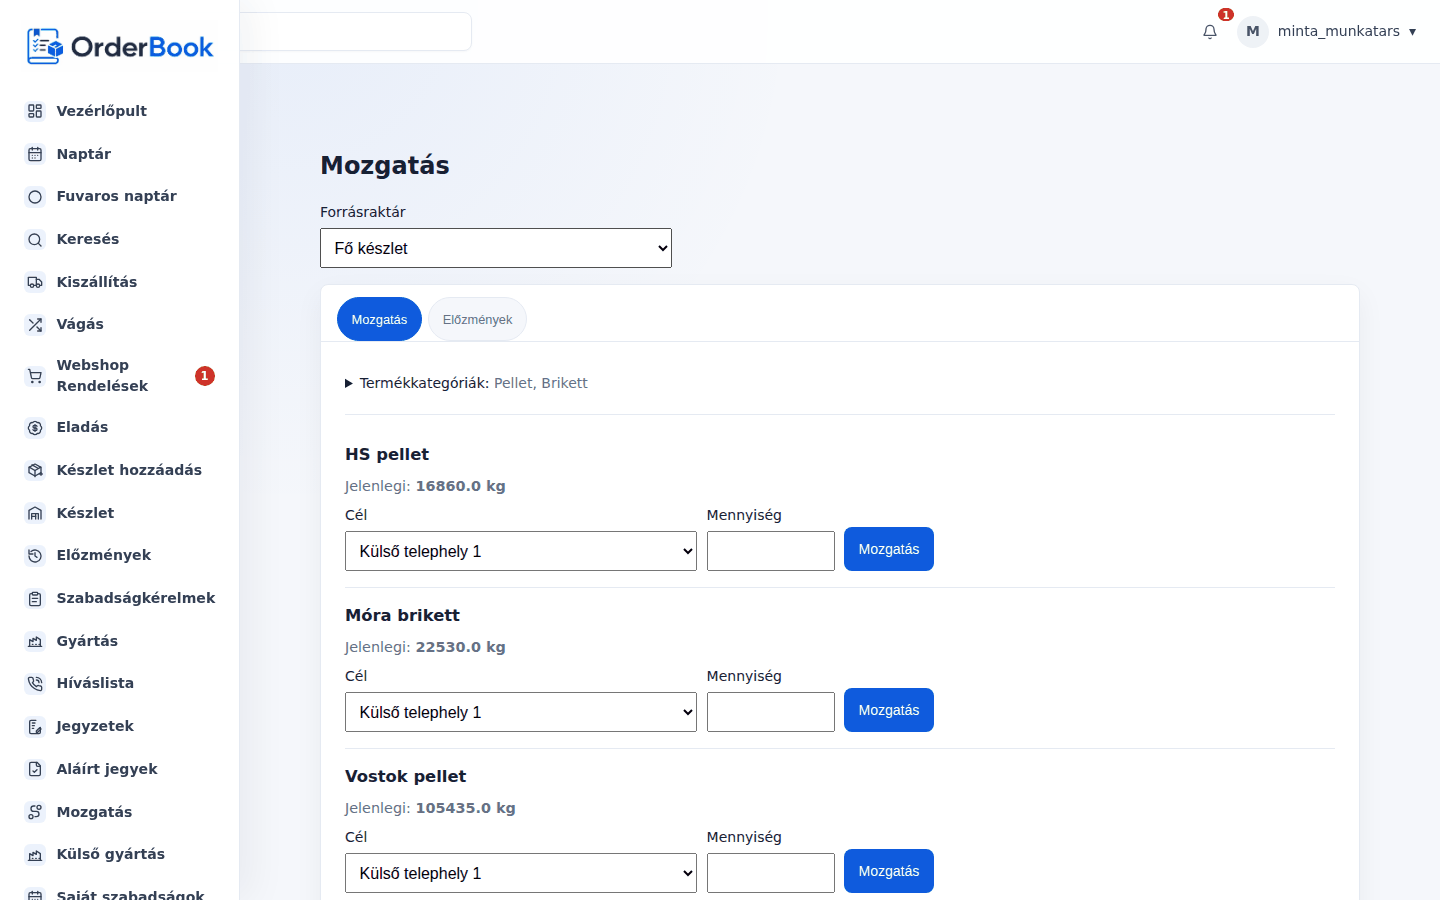 OrderBook
Vezérlőpult
Naptár
Fuvaros naptár
Keresés
Kiszállítás
Vágás
Webshop
Rendelések
1
Eladás
Készlet hozzáadás
Készlet
Előzmények
Szabadságkérelmek
Gyártás
Híváslista
Jegyzetek
Aláírt jegyek
Mozgatás
Külső gyártás
Saját szabadságok
1
M minta_munkatars ▼
Mozgatás
Forrásraktár
Fő készlet
Mozgatás Előzmények
▶ Termékkategóriák: Pellet, Brikett
HS pellet
Jelenlegi: 16860.0 kg
Cél Mennyiség
Külső telephely 1 Mozgatás
Móra brikett
Jelenlegi: 22530.0 kg
Cél Mennyiség
Külső telephely 1 Mozgatás
Vostok pellet
Jelenlegi: 105435.0 kg
Cél Mennyiség
Külső telephely 1 Mozgatás